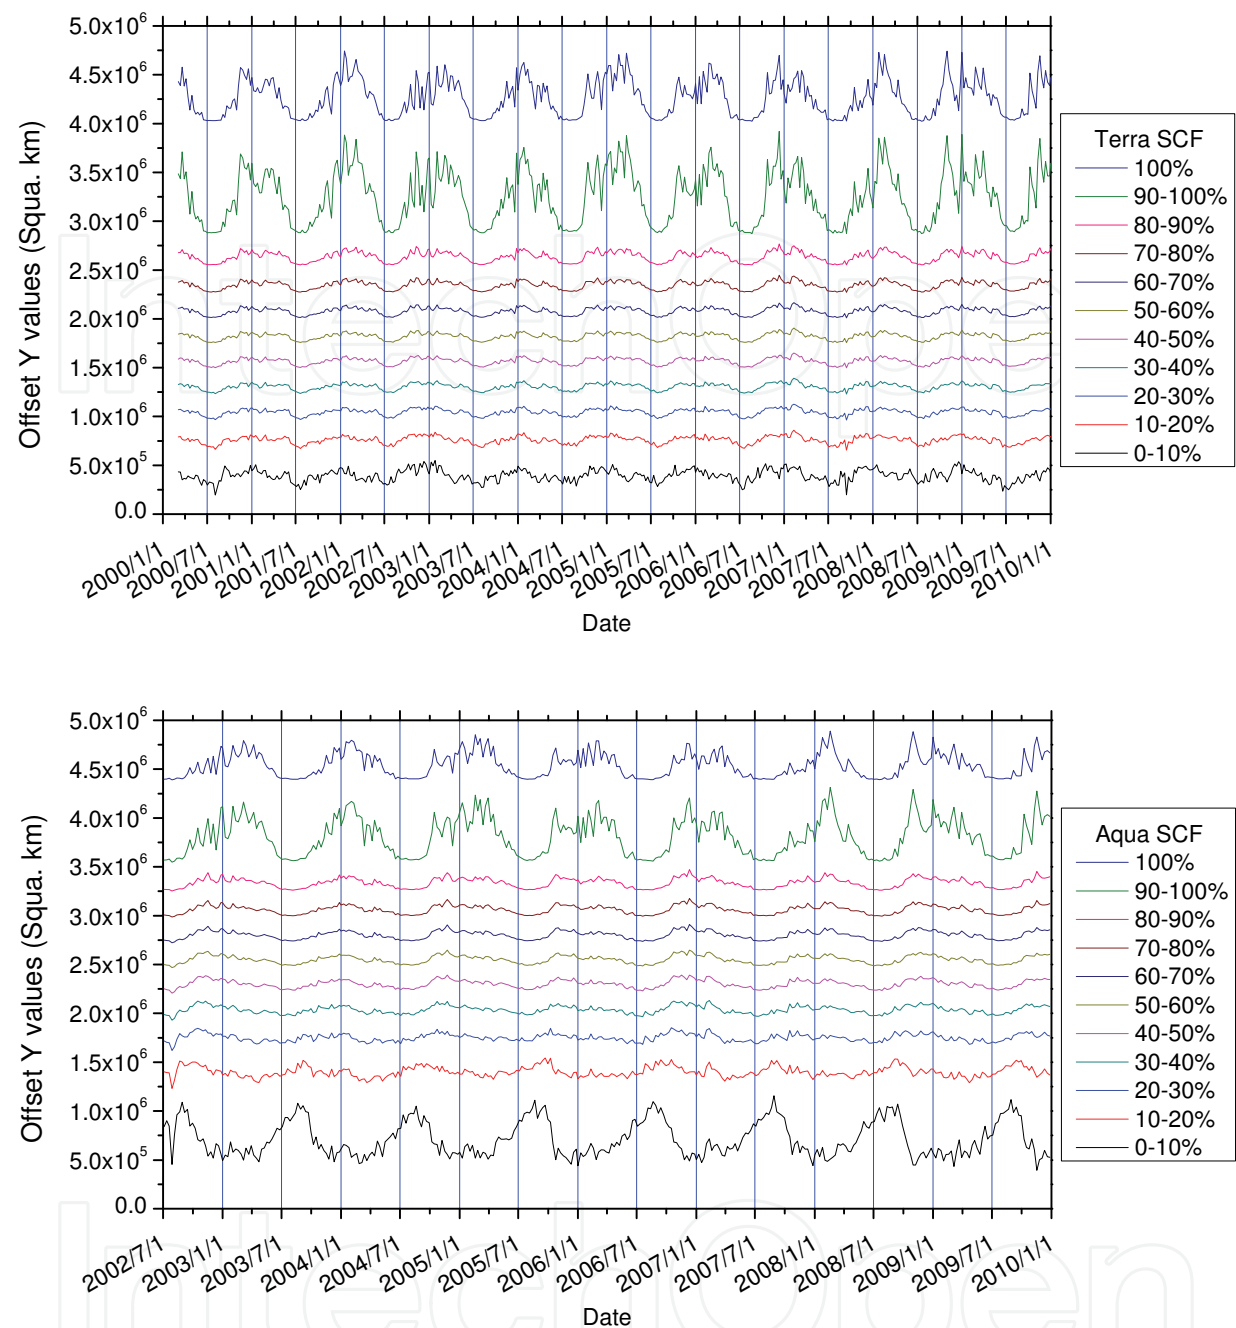 5.0x10^6
4.5x10^6
4.0x10^6
3.5x10^6
3.0x10^6
2.5x10^6
2.0x10^6
1.5x10^6
1.0x10^6
5.0x10^5
0.0
Offset Y values (Squa. km)
2000/1/1
2000/7/1
2001/1/1
2001/7/1
2002/1/1
2002/7/1
2003/1/1
2003/7/1
2004/1/1
2004/7/1
2005/1/1
2005/7/1
2006/1/1
2006/7/1
2007/1/1
2007/7/1
2008/1/1
2008/7/1
2009/1/1
2009/7/1
2010/1/1
Date
Terra SCF
100%
90-100%
80-90%
70-80%
60-70%
50-60%
40-50%
30-40%
20-30%
10-20%
0-10%
IntechOpe
5.0x10^6
4.5x10^6
4.0x10^6
3.5x10^6
3.0x10^6
2.5x10^6
2.0x10^6
1.5x10^6
1.0x10^6
5.0x10^5
0.0
Offset Y values (Squa. km)
2002/7/1
2003/1/1
2003/7/1
2004/1/1
2004/7/1
2005/1/1
2005/7/1
2006/1/1
2006/7/1
2007/1/1
2007/7/1
2008/1/1
2008/7/1
2009/1/1
2009/7/1
2010/1/1
Date
Aqua SCF
100%
90-100%
80-90%
70-80%
60-70%
50-60%
40-50%
30-40%
20-30%
10-20%
0-10%
IntechOpen